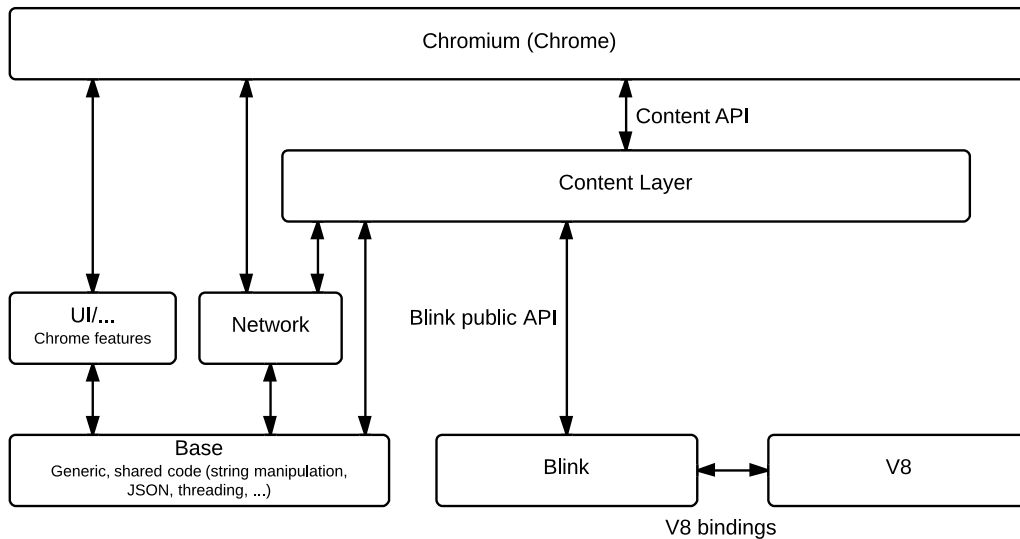 Chromium (Chrome)
Content API
Content Layer
UI/...
Chrome features
Network
Blink public API
Base
Generic, shared code (string manipulation,
JSON, threading, ...)
Blink
V8
V8 bindings